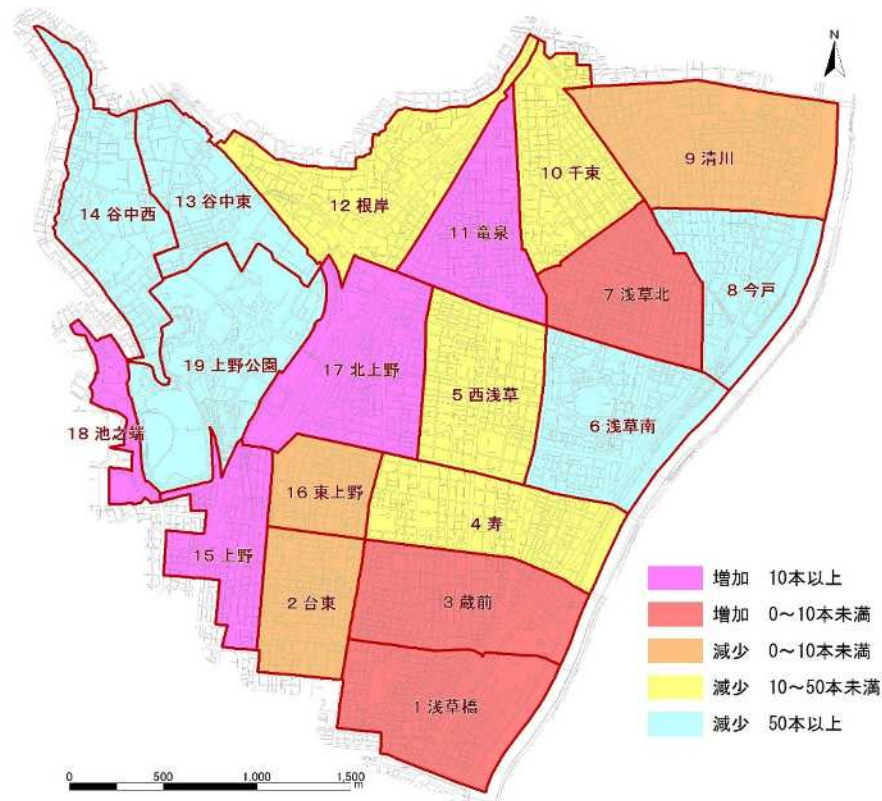 N
9 清川
10 千束
12 根岸
13 谷中東
14 谷中西
11 竜泉
7 浅草北
8 今戸
19 上野公園
17 北上野
5 西浅草
6 浅草南
18 池之端
16 東上野
4 寿
15 上野
2 台東
3 蔵前
1 浅草橋
増加 10本以上
増加 0～10本未満
減少 0～10本未満
減少 10～50本未満
減少 50本以上
0 500 1,000 1,500
m